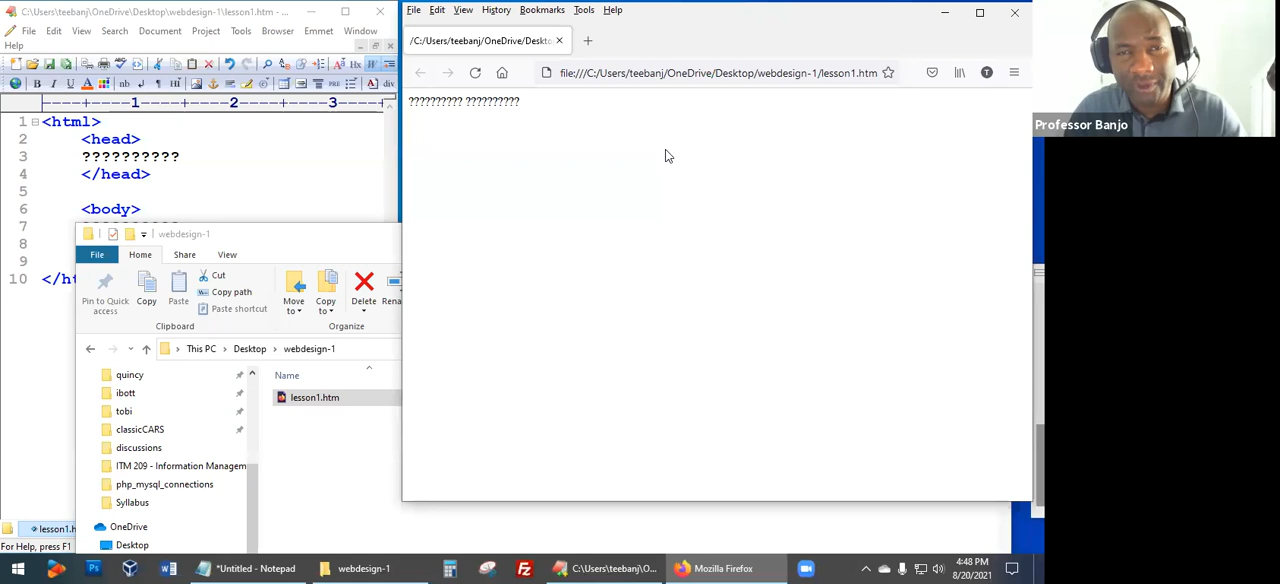 C:\Users\teebanj\OneDrive\Desktop\webdesign-1\lesson1.htm - ...
File Edit View Search Document Project Tools Browser Emmet Window
Help
----+----1----+----2----+----3----+-
1 <html>
2 <head>
3 ??????????
4 </head>
5
6 <body>
7
8
9
10 </ht
lesson1.h
For Help, press F1
webdesign-1
File Home Share View
Pin to Quick access
Copy
Paste
Cut
Copy path
Paste shortcut
Clipboard
Move to
Copy to
Delete
Rena
Organize
This PC > Desktop > webdesign-1
quincy
ibott
tobi
classicCARS
discussions
ITM 209 - Information Managem
php_mysql_connections
Syllabus
OneDrive
Desktop
Name
lesson1.htm
File Edit View History Bookmarks Tools Help
/C:/Users/teebanj/OneDrive/Deskto
file:///C:/Users/teebanj/OneDrive/Desktop/webdesign-1/lesson1.htm
?????????? ??????????
Professor Banjo
*Untitled - Notepad
webdesign-1
C:\Users\teebanj\O...
Mozilla Firefox
4:48 PM
8/20/2021